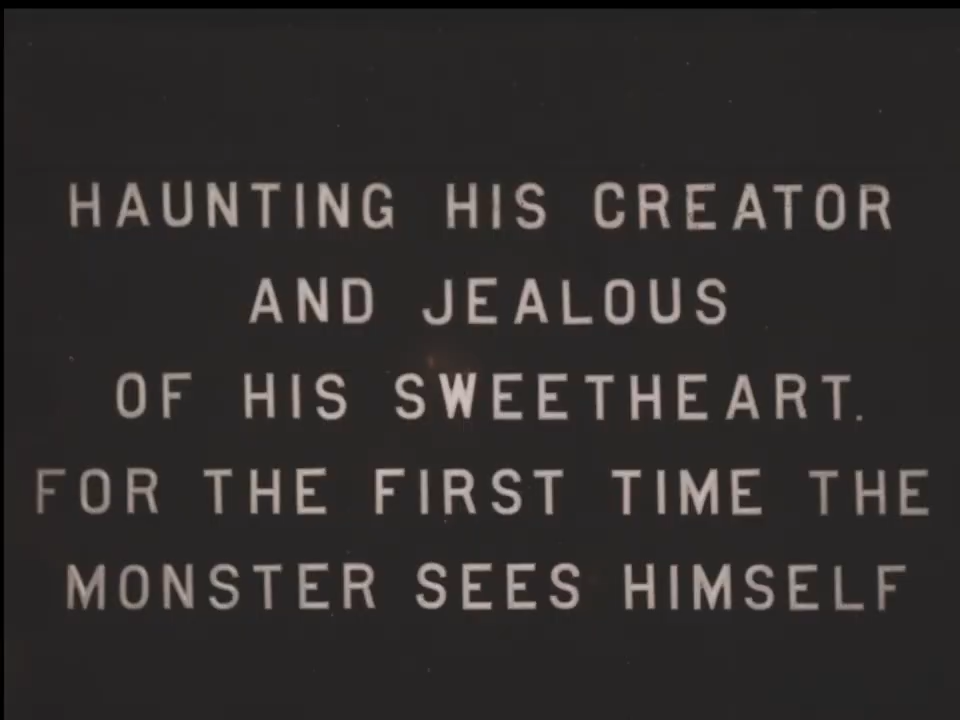 HAUNTING HIS CREATOR
AND JEALOUS
OF HIS SWEETHEART.
FOR THE FIRST TIME THE
MONSTER SEES HIMSELF